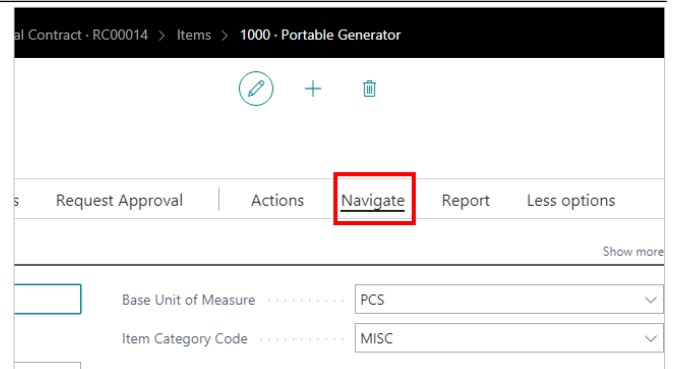 al Contract · RC00014 > Items > 1000 · Portable Generator
s Request Approval Actions Navigate Report Less options
Show more
Base Unit of Measure PCS
Item Category Code MISC